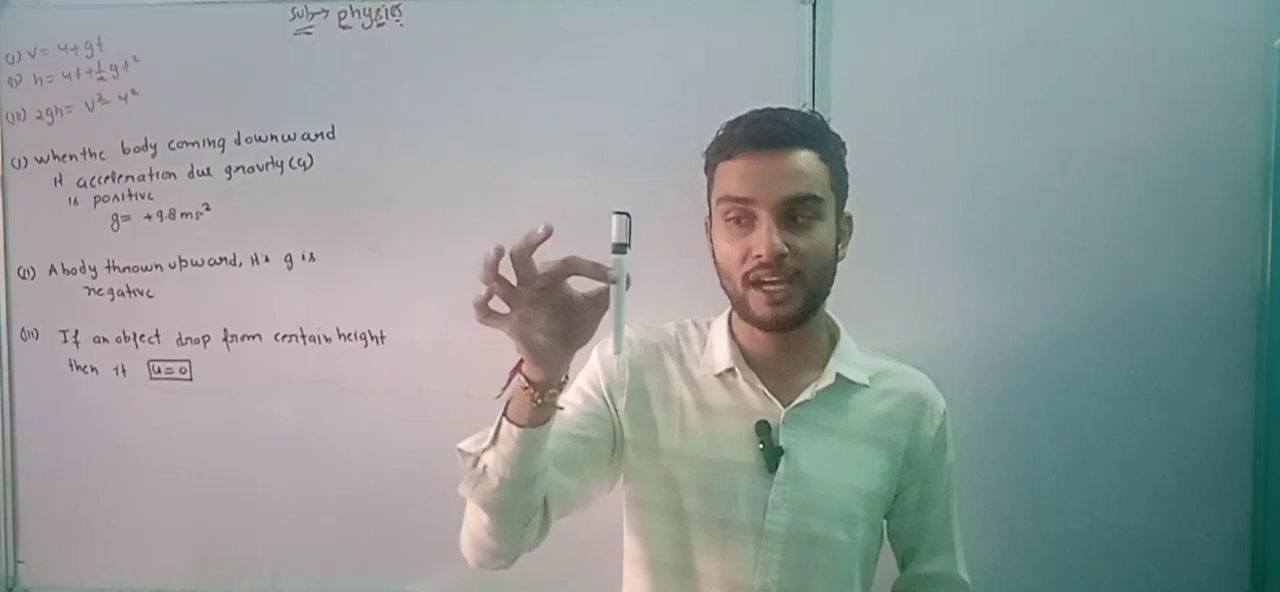 Sub→ physics
(i) v= u+gt
(ii) h= ut+½gt²
(iii) 2gh= v²-u²
(i) when the body coming downward
it acceleration due gravity (g)
is positive
g= +9.8 ms⁻²
(ii) A body thrown upward, it's g is
negative
(iii) If an object drop from certain height
then it u=0